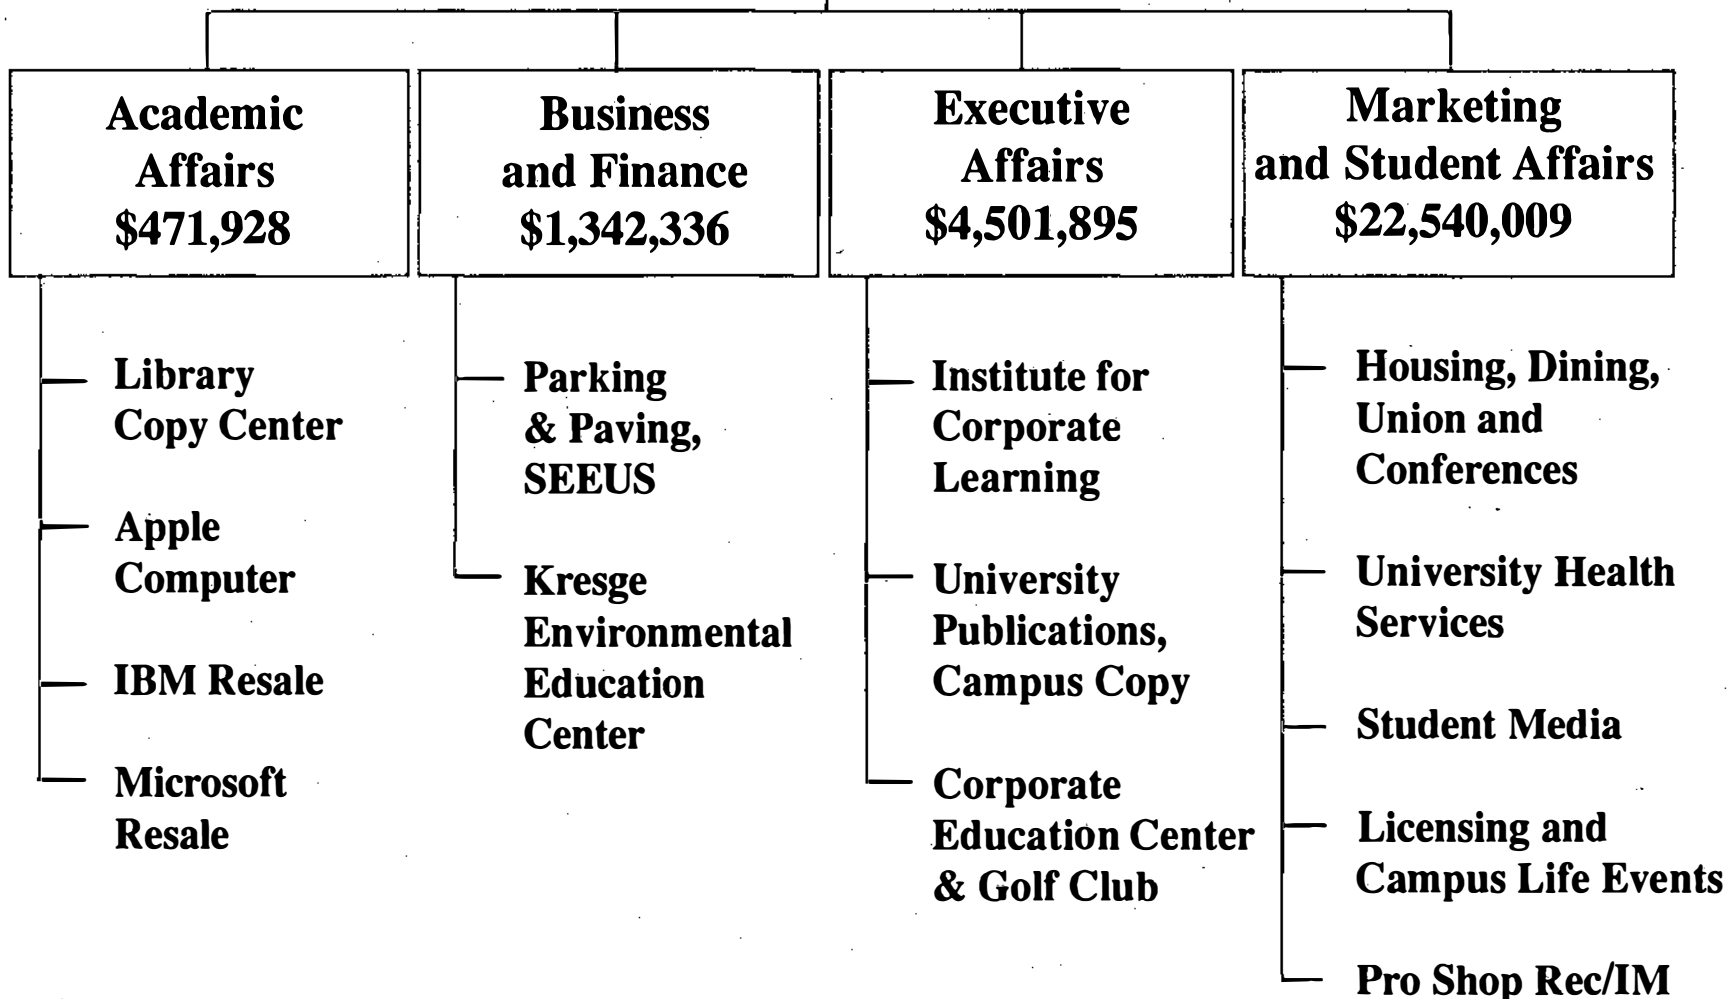 Academic
Affairs
$471,928
Business
and Finance
$1,342,336
Executive
Affairs
$4,501,895
Marketing
and Student Affairs
$22,540,009
Library
Copy Center
Apple
Computer
IBM Resale
Microsoft
Resale
Parking
& Paving,
SEEUS
Kresge
Environmental
Education
Center
Institute for
Corporate
Learning
University
Publications,
Campus Copy
Corporate
Education Center
& Golf Club
Housing, Dining,
Union and
Conferences
University Health
Services
Student Media
Licensing and
Campus Life Events
Pro Shop Rec/IM